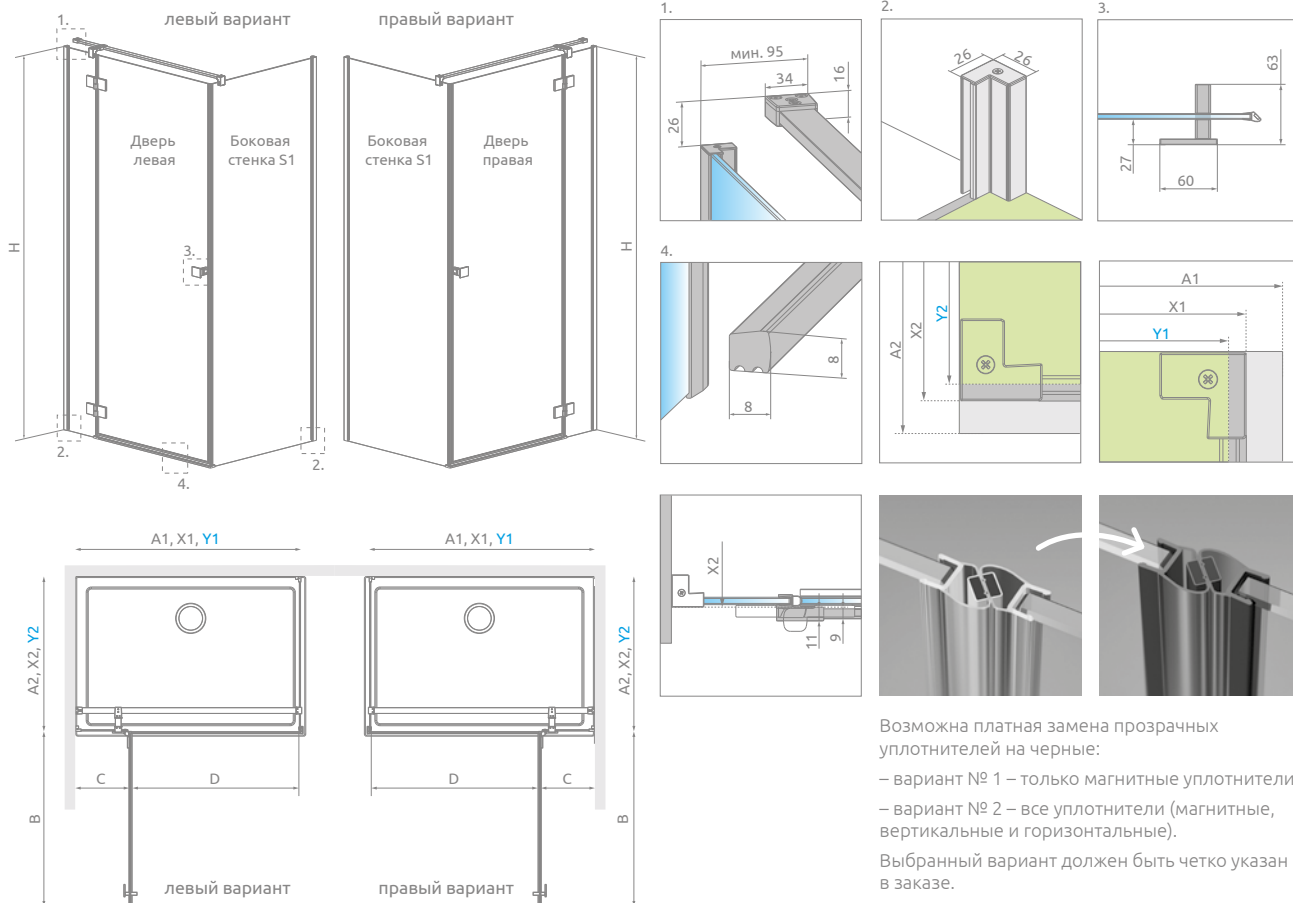 левый вариант
правый вариант
1.
H
Дверь
левая
Боковая
стенка S1
3.
2.
4.
2.
Боковая
стенка S1
Дверь
правая
H
1.
мин. 95
34
16
26
2.
26
26
3.
63
27
60
4.
8
8
A2
X2
Y2
A1
X1
Y1
A1, X1, Y1
A1, X1, Y1
A2, X2, Y2
A2, X2, Y2
C
D
D
C
B
B
левый вариант
правый вариант
X2
11
9
Возможна платная замена прозрачных
уплотнителей на черные:
– вариант № 1 – только магнитные уплотнители
– вариант № 2 – все уплотнители (магнитные,
вертикальные и горизонтальные).
Выбранный вариант должен быть четко указан
в заказе.